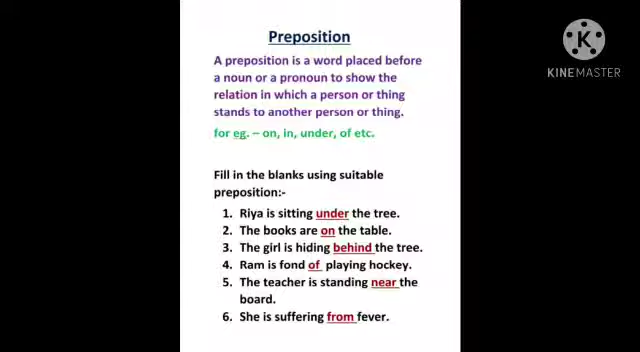 Preposition
A preposition is a word placed before
a noun or a pronoun to show the
relation in which a person or thing
stands to another person or thing.
for eg. – on, in, under, of etc.
Fill in the blanks using suitable
preposition:-
1. Riya is sitting under the tree.
2. The books are on the table.
3. The girl is hiding behind the tree.
4. Ram is fond of playing hockey.
5. The teacher is standing near the
board.
6. She is suffering from fever.
K
KINEMASTER